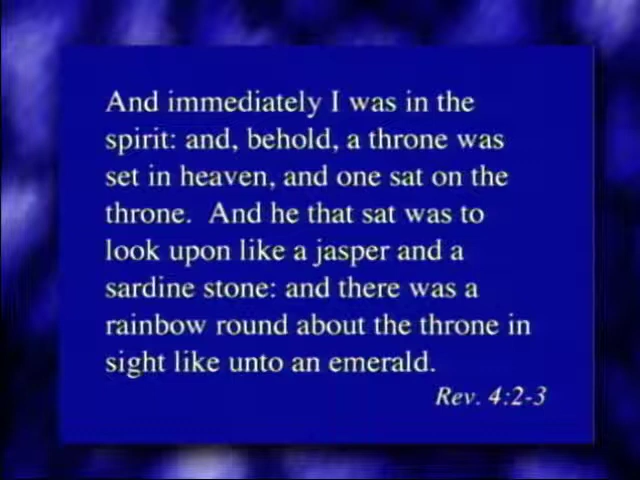 And immediately I was in the
spirit: and, behold, a throne was
set in heaven, and one sat on the
throne.  And he that sat was to
look upon like a jasper and a
sardine stone: and there was a
rainbow round about the throne in
sight like unto an emerald.
Rev. 4:2-3